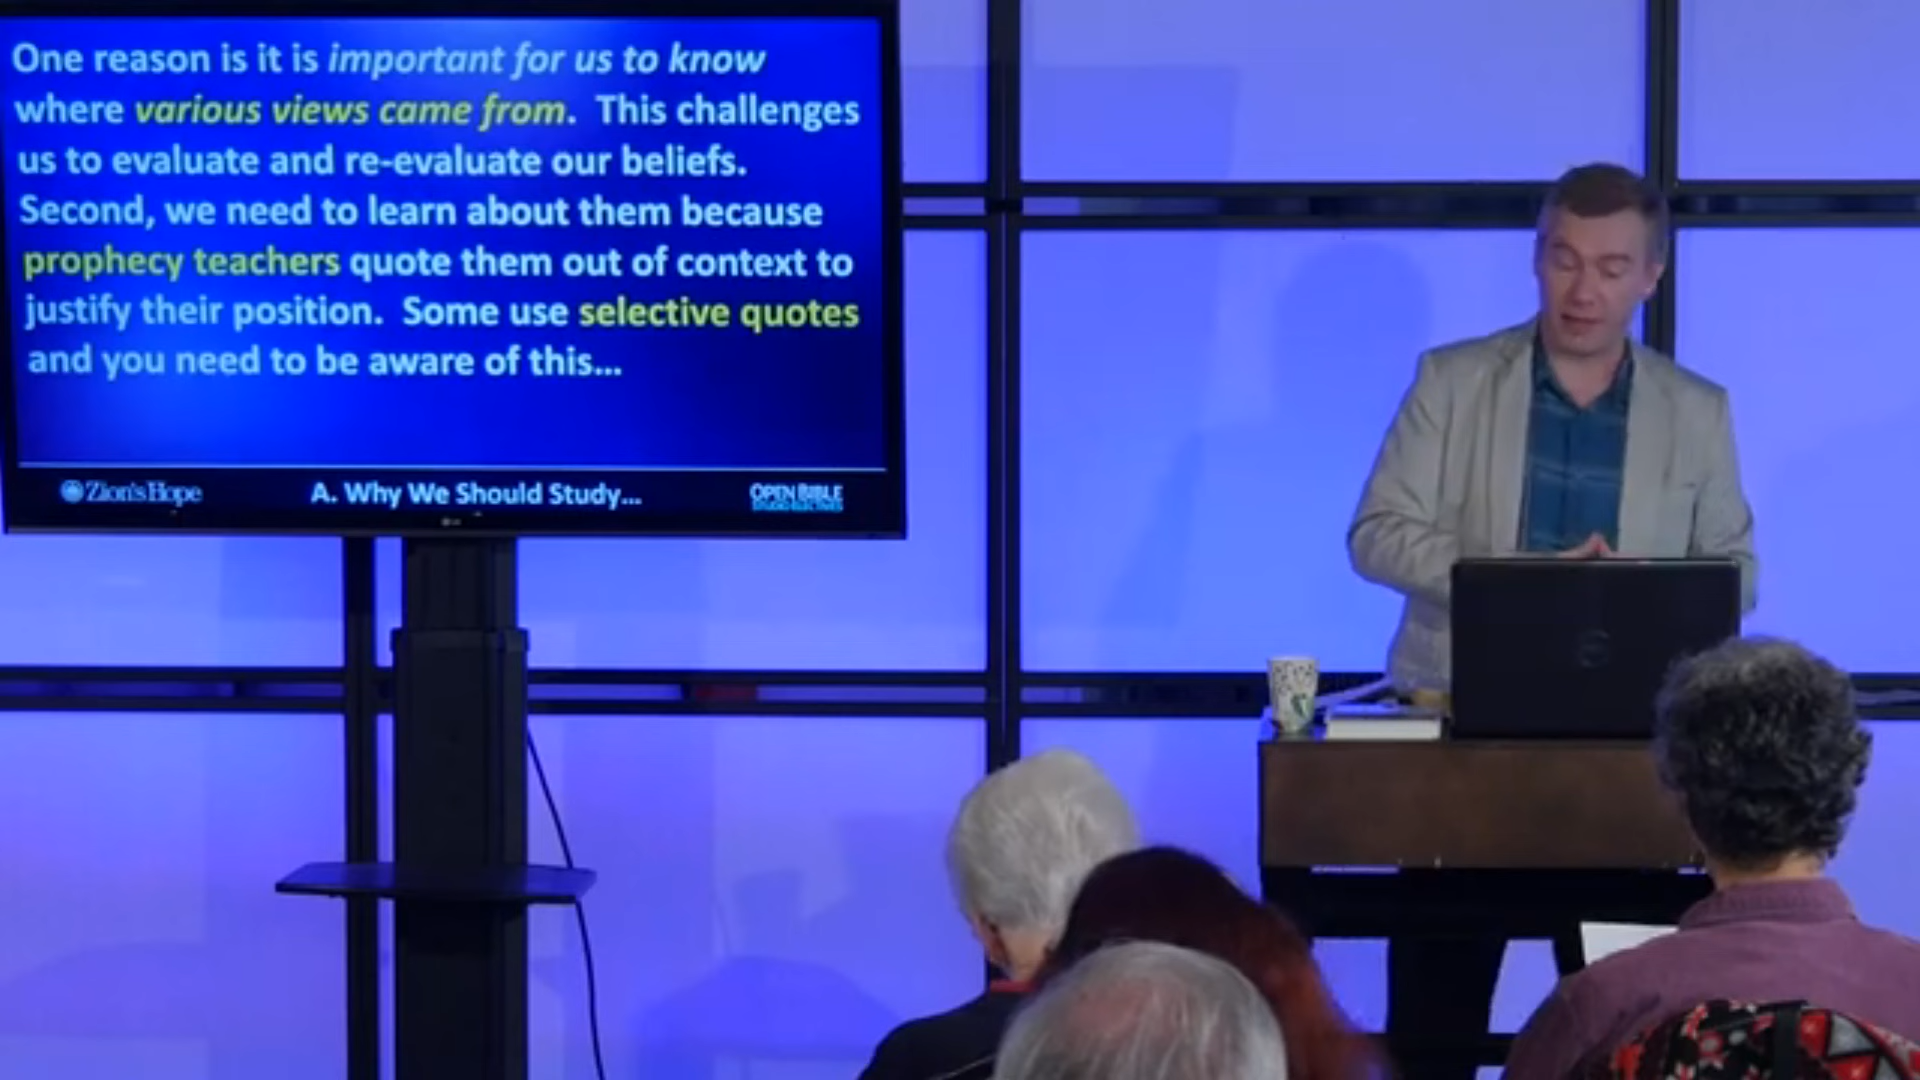 One reason is it is important for us to know
where various views came from. This challenges
us to evaluate and re-evaluate our beliefs.
Second, we need to learn about them because
prophecy teachers quote them out of context to
justify their position. Some use selective quotes
and you need to be aware of this...
Zion's Hope
A. Why We Should Study...
OPEN BIBLE
STUDIO ELECTIVES
LG